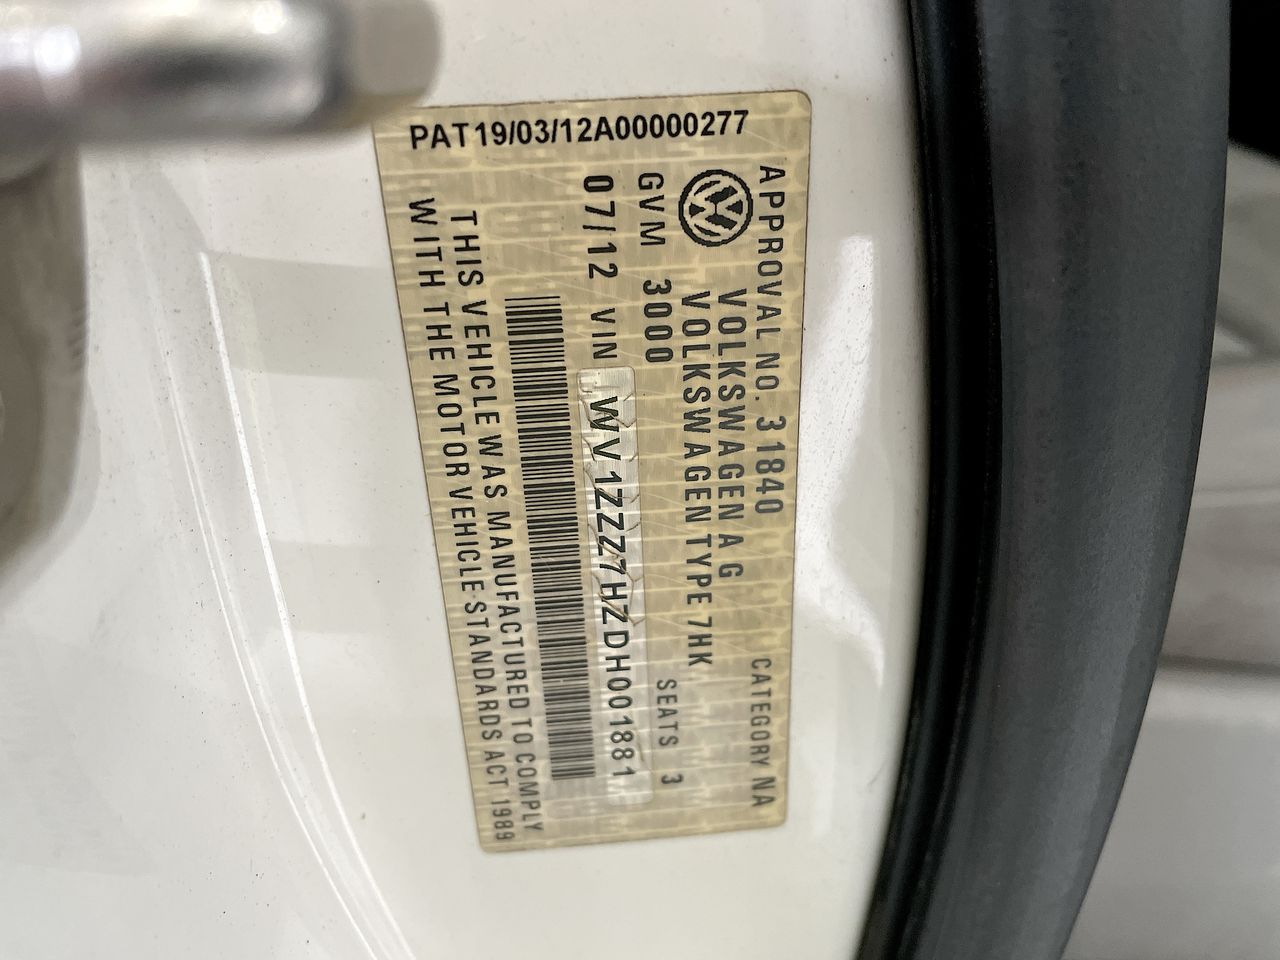 PAT19/03/12A00000277
APPROVAL NO. 31840 CATEGORY NA
VOLKSWAGEN AG
VOLKSWAGEN TYPE 7HK
GVM 3000 SEATS 3
07/12 VIN WV1ZZZ7HZDH001881
THIS VEHICLE WAS MANUFACTURED TO COMPLY
WITH THE MOTOR VEHICLE STANDARDS ACT 1989